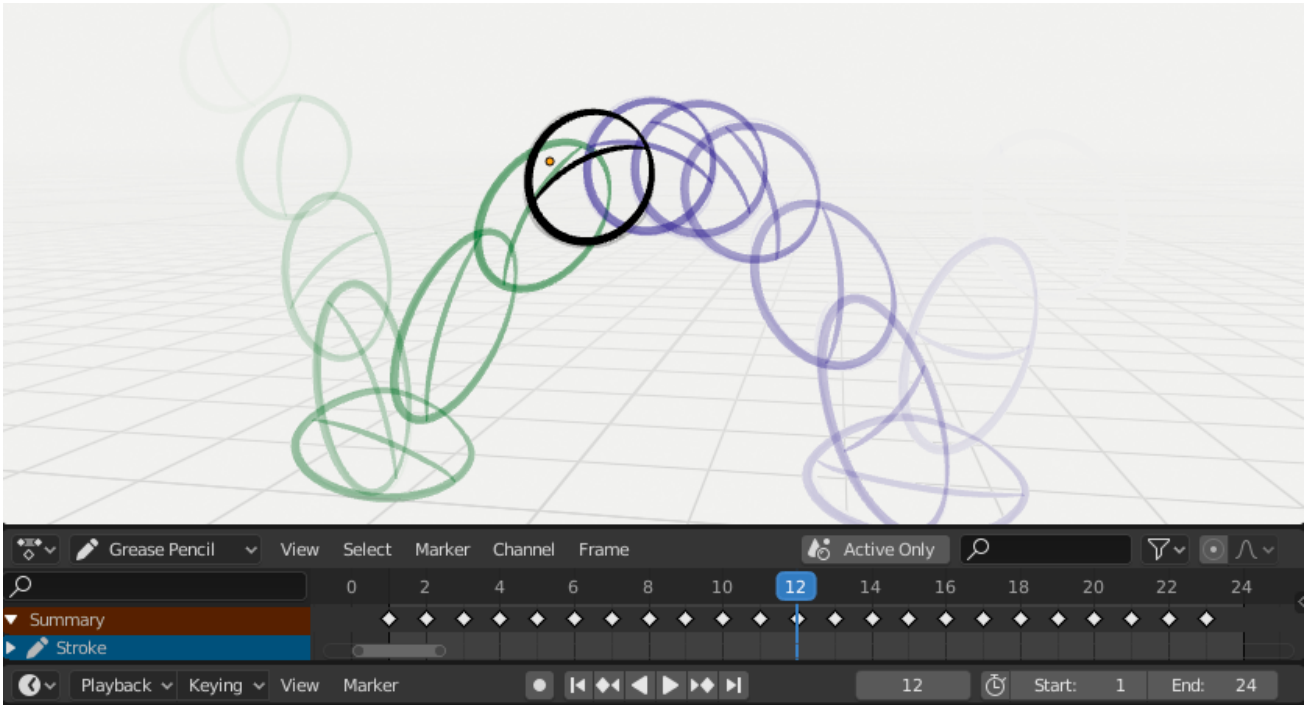 Grease Pencil View Select Marker Channel Frame Active Only
0 2 4 6 8 10 12 14 16 18 20 22 24
Summary
Stroke
Playback Keying View Marker 12 Start: 1 End: 24